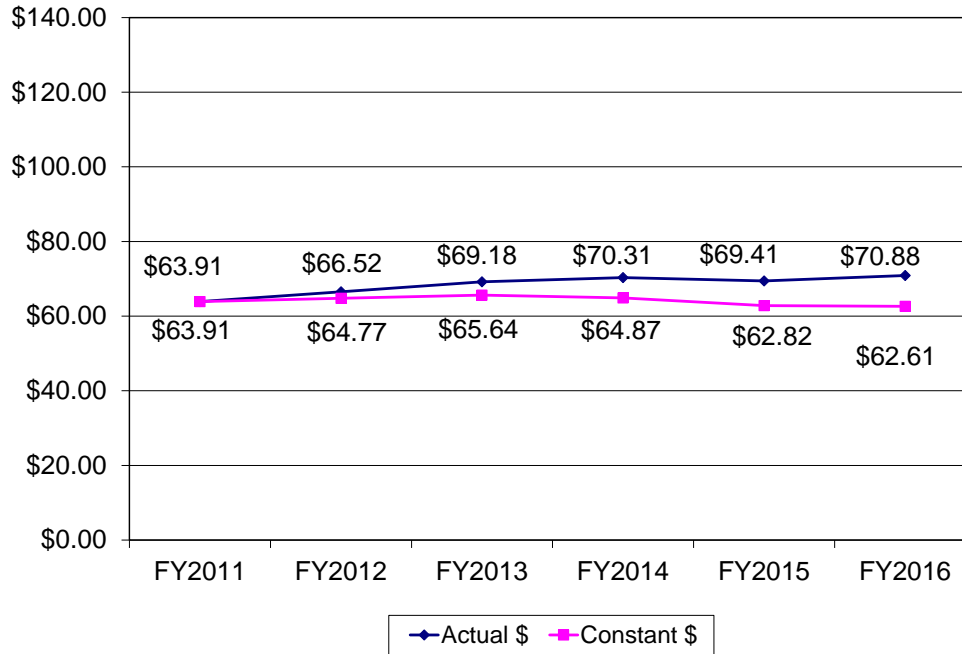 $140.00
$120.00
$100.00
$80.00
$60.00
$40.00
$20.00
$0.00
$63.91
$66.52
$69.18
$70.31
$69.41
$70.88
$63.91
$64.77
$65.64
$64.87
$62.82
$62.61
FY2011
FY2012
FY2013
FY2014
FY2015
FY2016
Actual $
Constant $